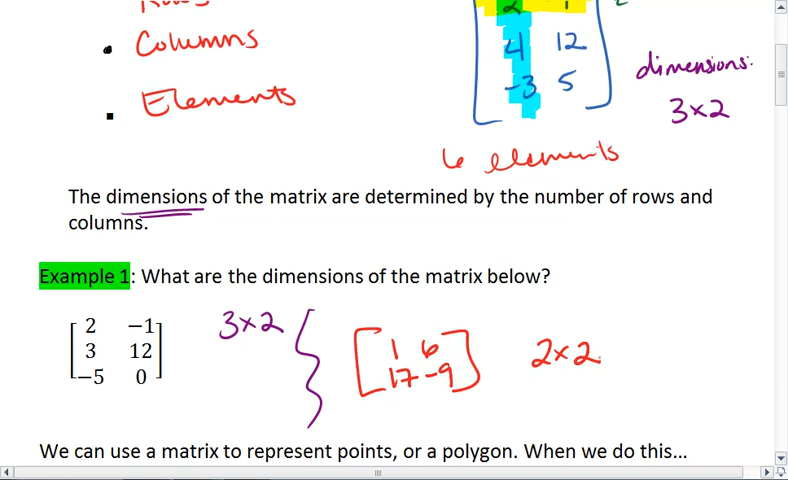 Rows
2 1
• Columns
4 12
dimensions:
-3 5
3×2
Elements
6 elements
The dimensions of the matrix are determined by the number of rows and
columns.
Example 1: What are the dimensions of the matrix below?
2 −1
3 12
−5 0
3×2
1 6
17 -9
2×2
We can use a matrix to represent points, or a polygon. When we do this...